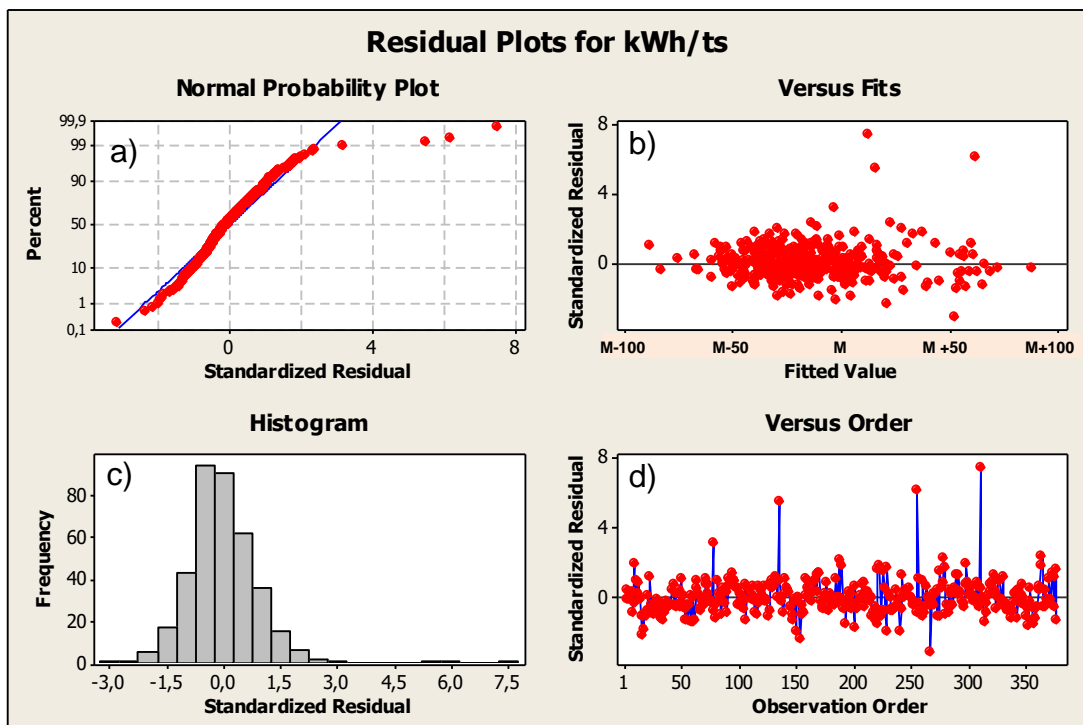 Residual Plots for kWh/ts
Normal Probability Plot
a)
Percent
99,9
99
90
50
10
1
0,1
0 4 8
Standardized Residual
Versus Fits
b)
Standardized Residual
8
4
0
M-100 M-50 M M +50 M+100
Fitted Value
Histogram
c)
Frequency
80
60
40
20
0
-3,0 -1,5 0,0 1,5 3,0 4,5 6,0 7,5
Standardized Residual
Versus Order
d)
Standardized Residual
8
4
0
1 50 100 150 200 250 300 350
Observation Order